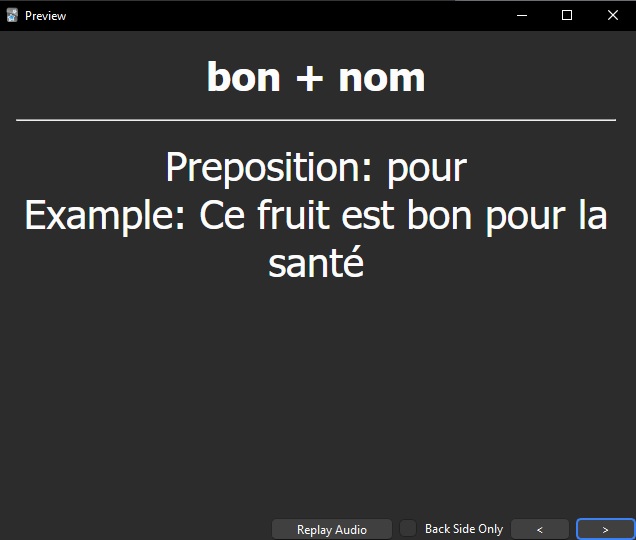 Preview
bon + nom
Preposition: pour
Example: Ce fruit est bon pour la
santé
Replay Audio Back Side Only < >